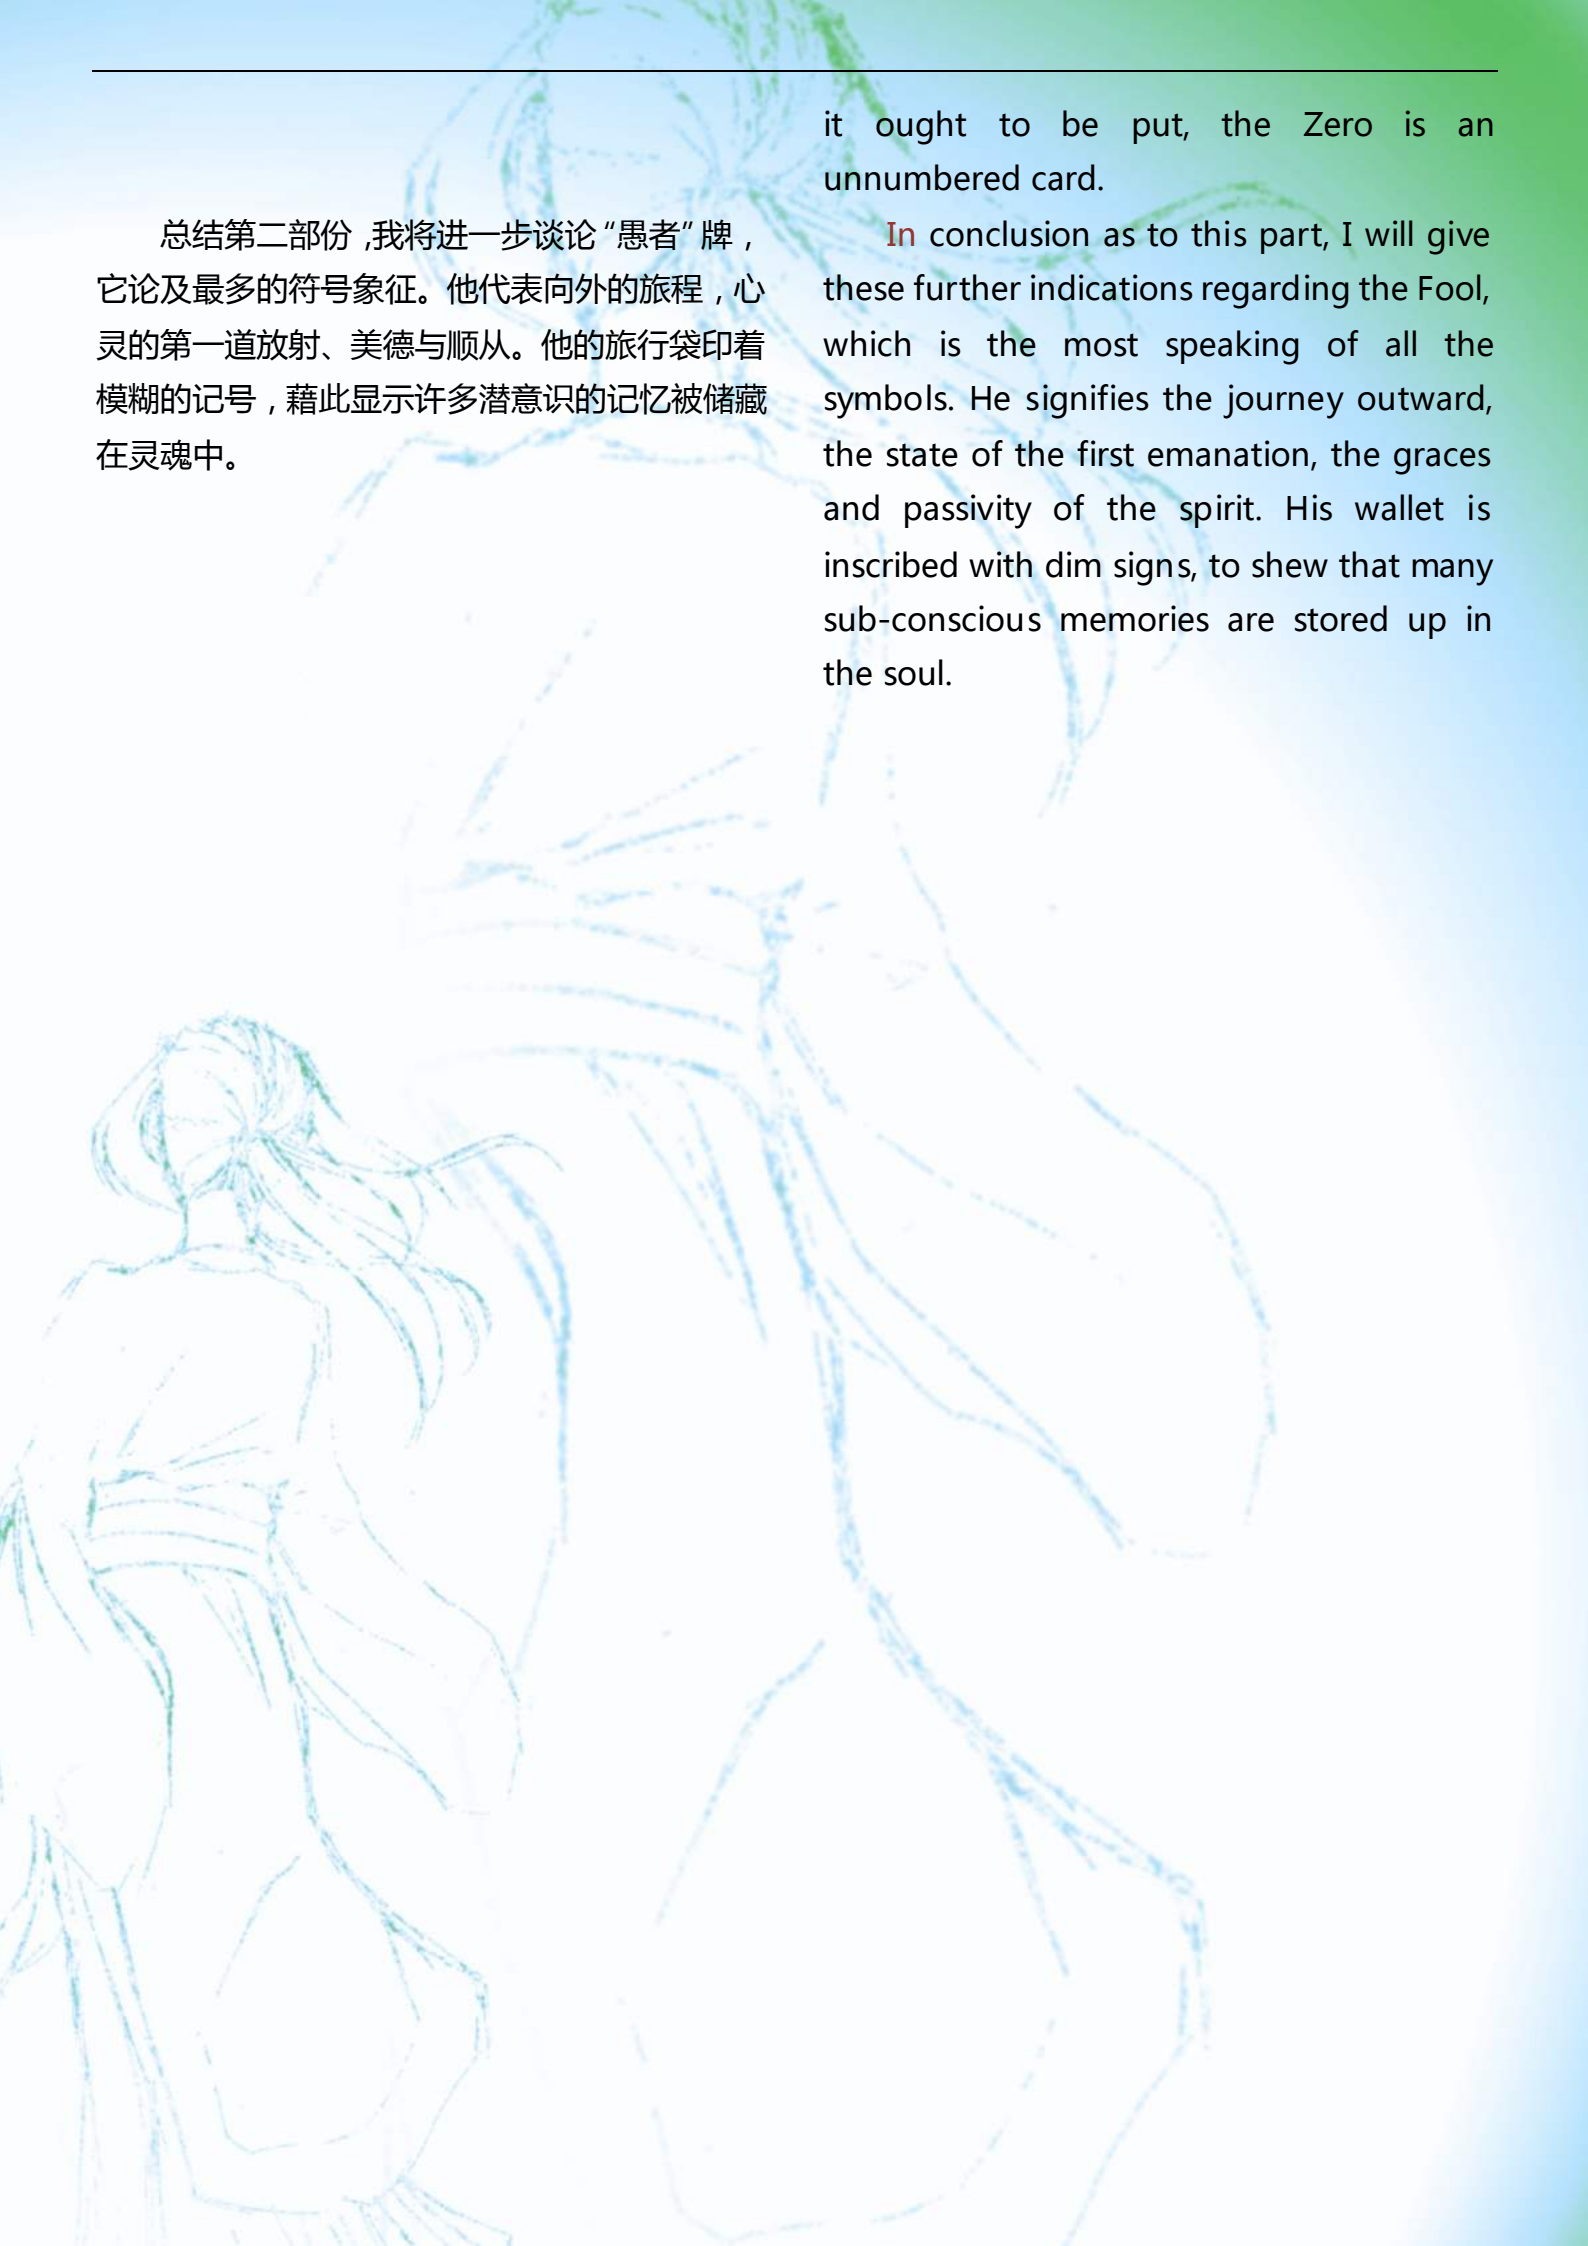 总结第二部份,我将进一步谈论“愚者”牌，
它论及最多的符号象征。他代表向外的旅程，心
灵的第一道放射、美德与顺从。他的旅行袋印着
模糊的记号，藉此显示许多潜意识的记忆被储藏
在灵魂中。
it ought to be put, the Zero is an
unnumbered card.
In conclusion as to this part, I will give
these further indications regarding the Fool,
which is the most speaking of all the
symbols. He signifies the journey outward,
the state of the first emanation, the graces
and passivity of the spirit. His wallet is
inscribed with dim signs, to shew that many
sub-conscious memories are stored up in
the soul.